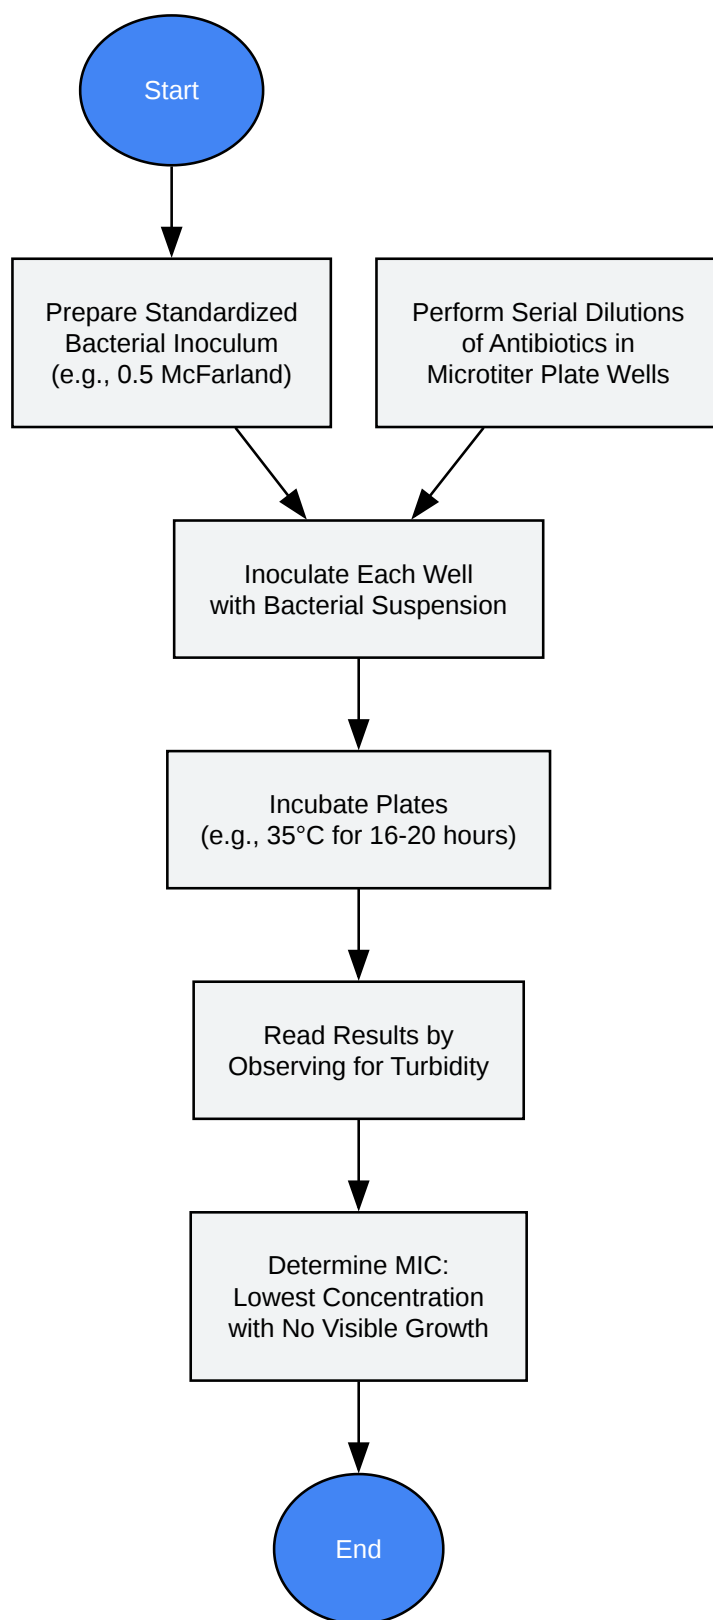 Start
Prepare Standardized
Bacterial Inoculum
(e.g., 0.5 McFarland)
Perform Serial Dilutions
of Antibiotics in
Microtiter Plate Wells
Inoculate Each Well
with Bacterial Suspension
Incubate Plates
(e.g., 35°C for 16-20 hours)
Read Results by
Observing for Turbidity
Determine MIC:
Lowest Concentration
with No Visible Growth
End